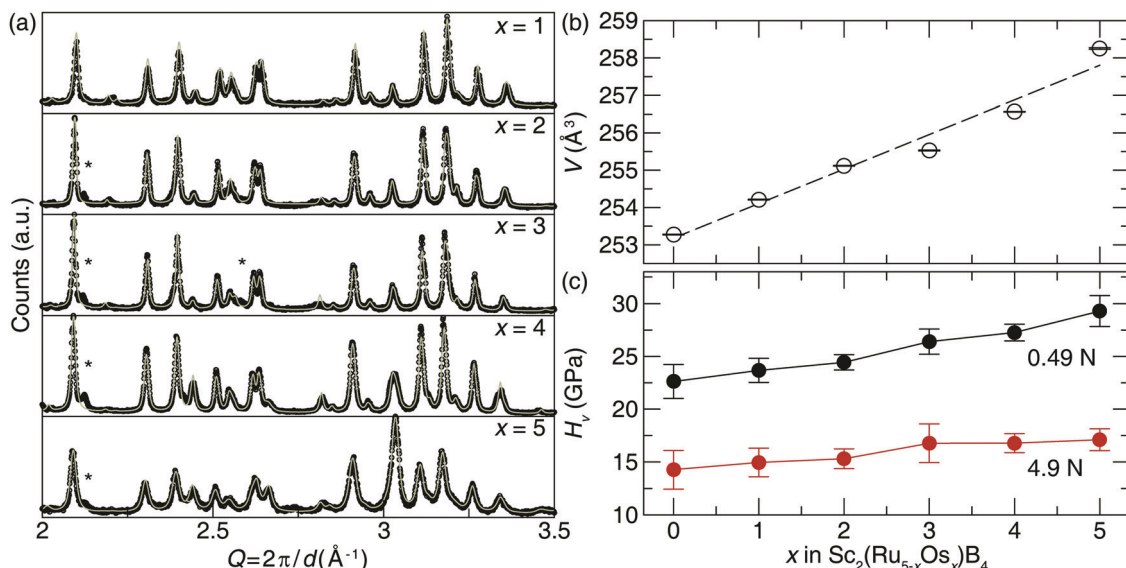 (a)
x = 1
x = 2
*
x = 3
* *
x = 4
*
x = 5
*
Counts (a.u.)
2 2.5 3 3.5
Q=2π/d(Å⁻¹)
(b)
259
258
257
256
255
254
253
V (Å³)
(c)
30
25
20
15
10
Hᵥ (GPa)
0.49 N
4.9 N
0 1 2 3 4 5
x in Sc₂(Ru₅₋ₓOsₓ)B₄